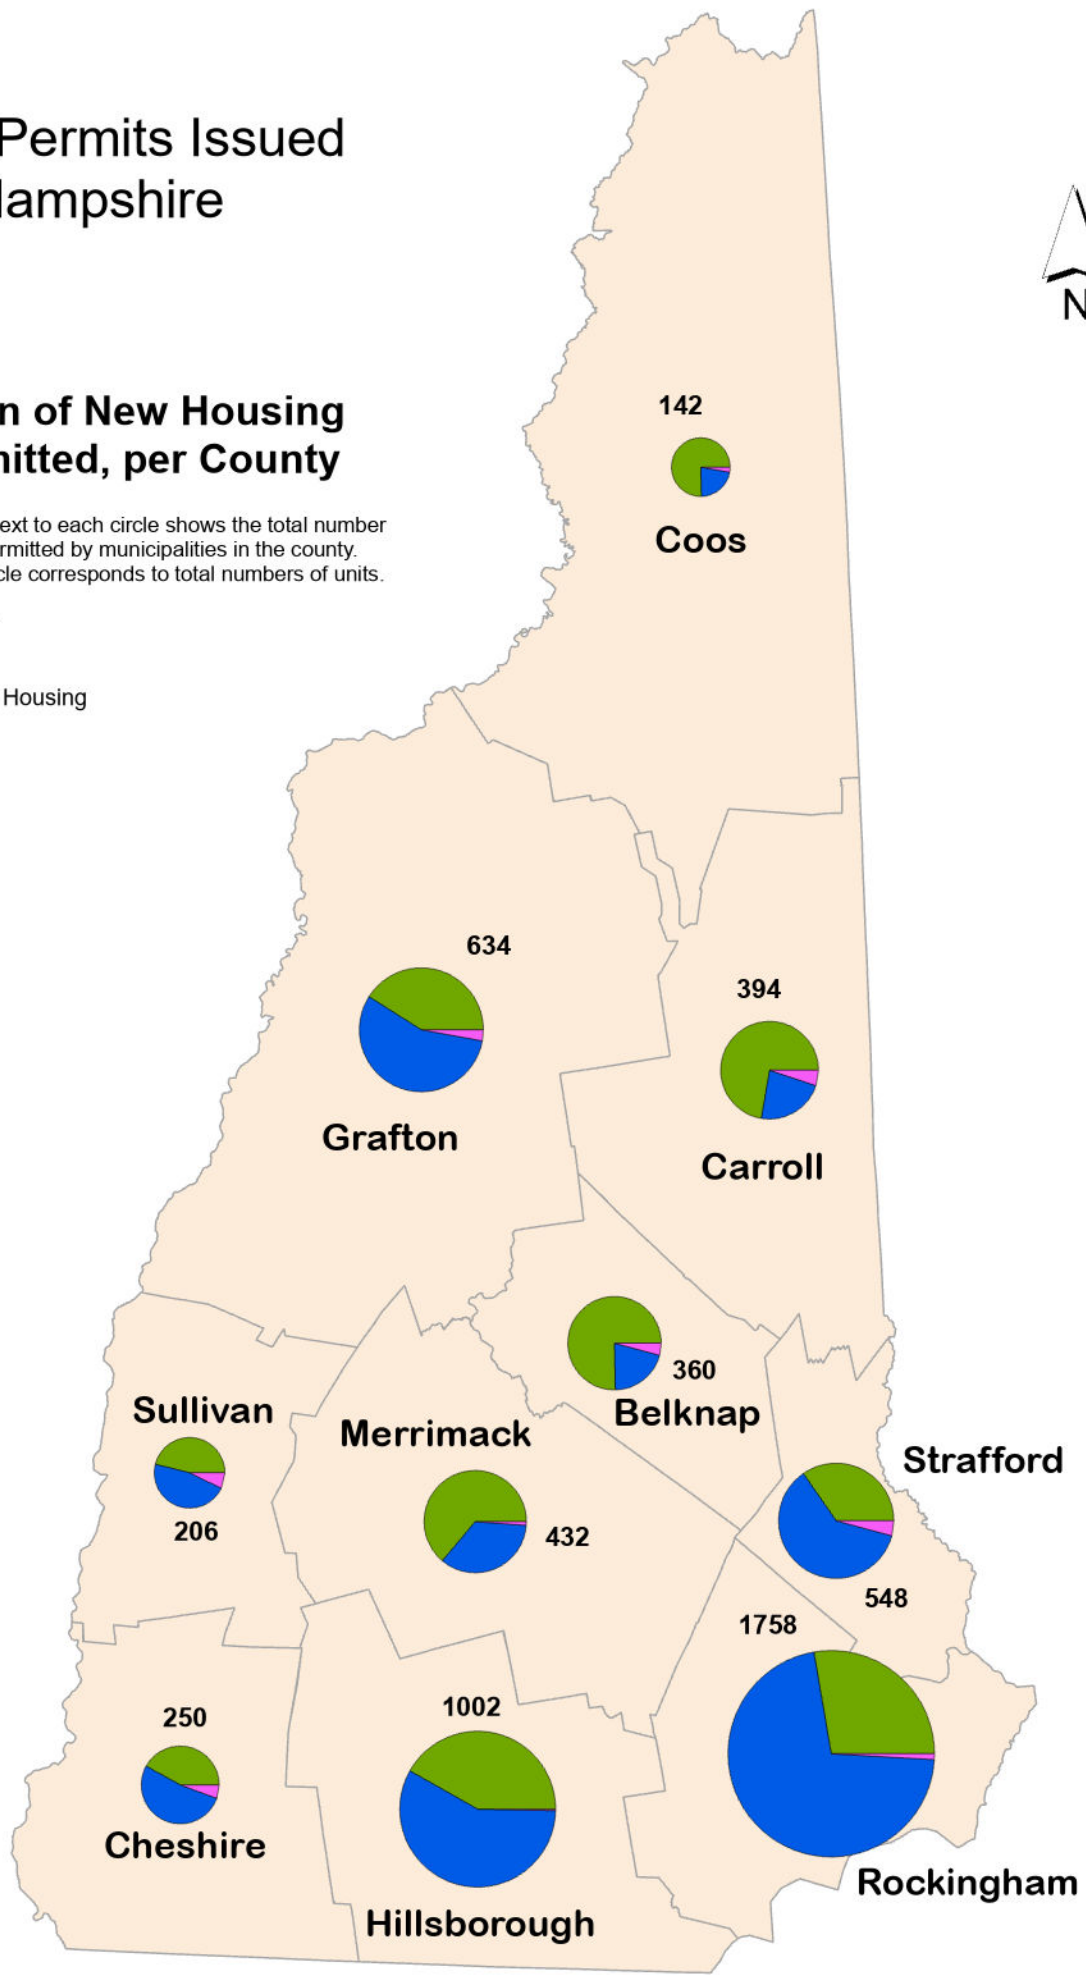 Permits Issued
Hampshire
N
n of New Housing
mitted, per County
ext to each circle shows the total number
rmitted by municipalities in the county.
cle corresponds to total numbers of units.
Housing
142
Coos
634
Grafton
394
Carroll
360
Belknap
Sullivan
206
Merrimack
432
Strafford
548
1758
Rockingham
250
Cheshire
1002
Hillsborough